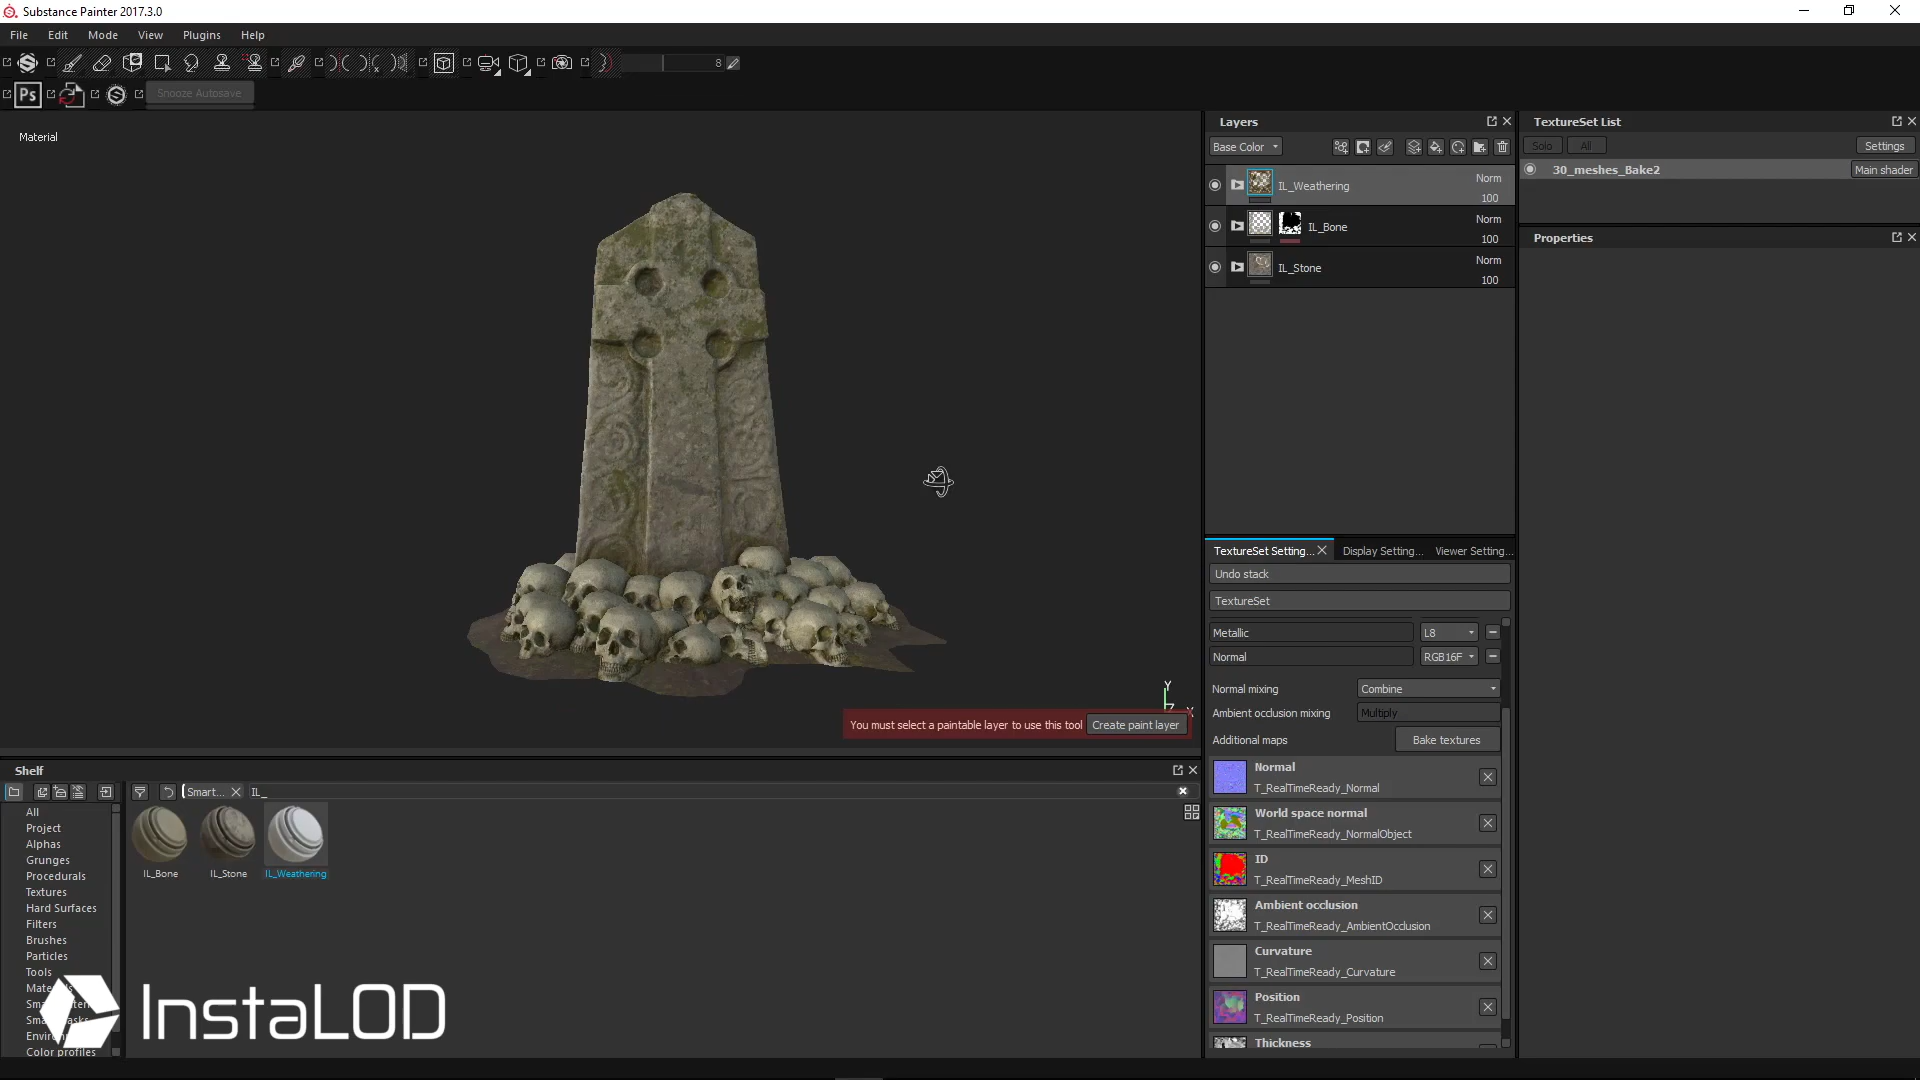 Substance Painter 2017.3.0
File Edit Mode View Plugins Help
8
Ps Snooze Autosave
Material
Layers
Base Color
IL_Weathering Norm 100
IL_Bone Norm 100
IL_Stone Norm 100
TextureSet List
Solo All Settings
30_meshes_Bake2 Main shader
Properties
TextureSet Setting... Display Setting... Viewer Setting...
Undo stack
TextureSet
Metallic L8
Normal RGB16F
Normal mixing Combine
Ambient occlusion mixing Multiply
Additional maps Bake textures
Normal
T_RealTimeReady_Normal
World space normal
T_RealTimeReady_NormalObject
ID
T_RealTimeReady_MeshID
Ambient occlusion
T_RealTimeReady_AmbientOcclusion
Curvature
T_RealTimeReady_Curvature
Position
T_RealTimeReady_Position
Thickness
Y
You must select a paintable layer to use this tool Create paint layer
Shelf
Smart... IL_
All
Project
Alphas
Grunges
Procedurals
Textures
Hard Surfaces
Filters
Brushes
Particles
Tools
Color profiles
IL_Bone IL_Stone IL_Weathering
InstaLOD